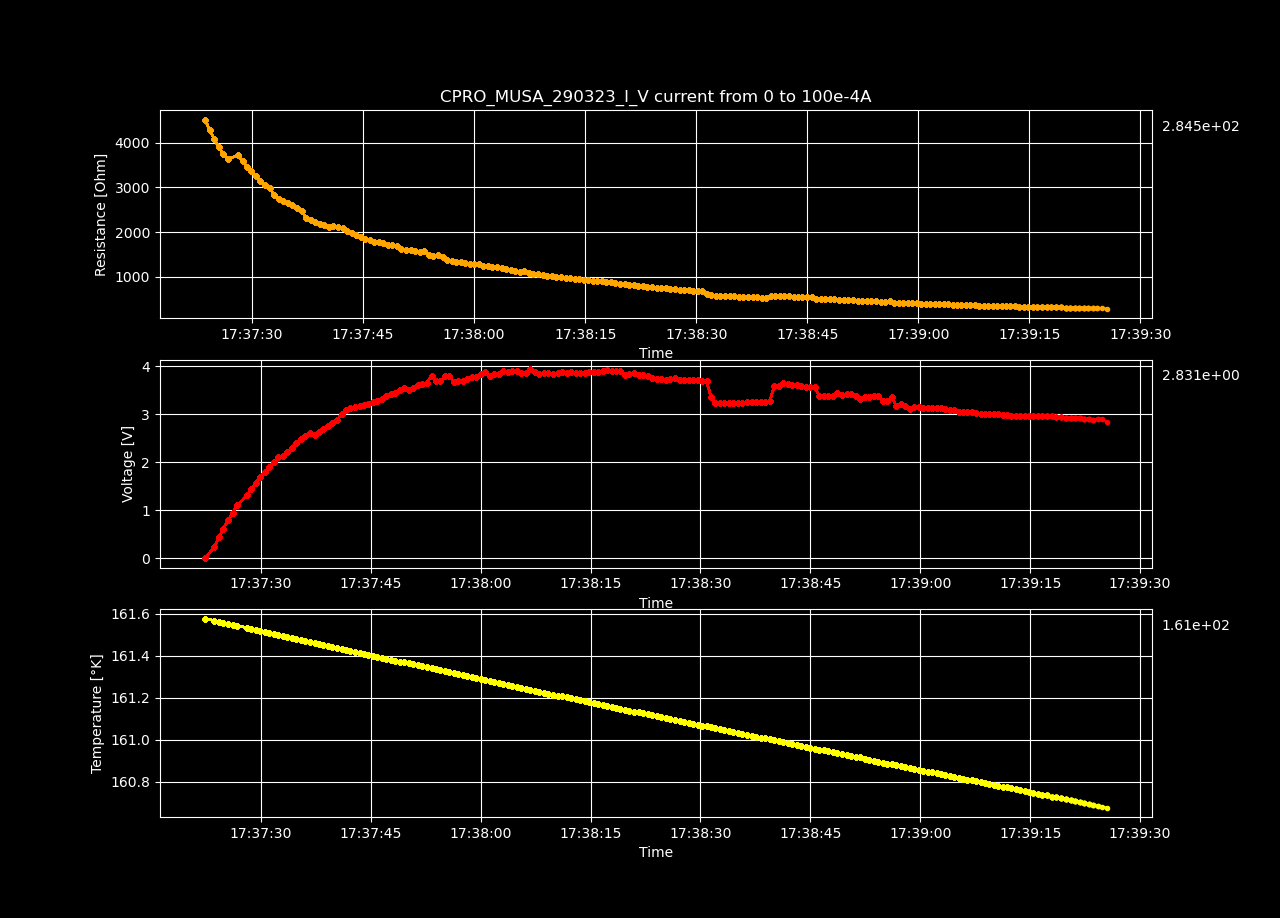 CPRO_MUSA_290323_I_V current from 0 to 100e-4A
2.845e+02
Resistance [Ohm]
4000
3000
2000
1000
17:37:30 17:37:45 17:38:00 17:38:15 17:38:30 17:38:45 17:39:00 17:39:15 17:39:30
Time
2.831e+00
Voltage [V]
4
3
2
1
0
17:37:30 17:37:45 17:38:00 17:38:15 17:38:30 17:38:45 17:39:00 17:39:15 17:39:30
Time
1.61e+02
Temperature [°K]
161.6
161.4
161.2
161.0
160.8
17:37:30 17:37:45 17:38:00 17:38:15 17:38:30 17:38:45 17:39:00 17:39:15 17:39:30
Time